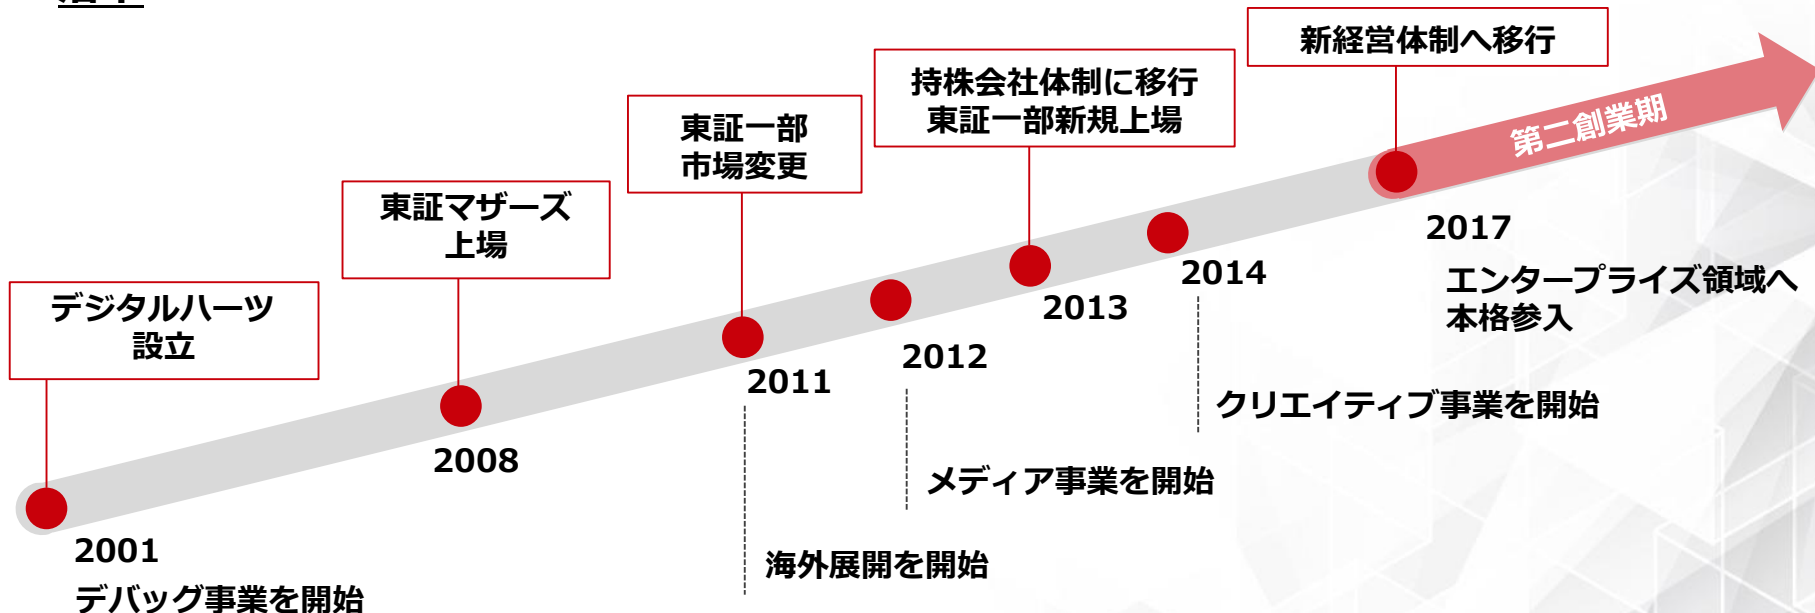 デジタルハーツ
設立
2001
デバッグ事業を開始
東証マザーズ
上場
2008
東証一部
市場変更
2011
海外展開を開始
2012
メディア事業を開始
持株会社体制に移行
東証一部新規上場
2013
2014
クリエイティブ事業を開始
新経営体制へ移行
2017
エンタープライズ領域へ
本格参入
第二創業期